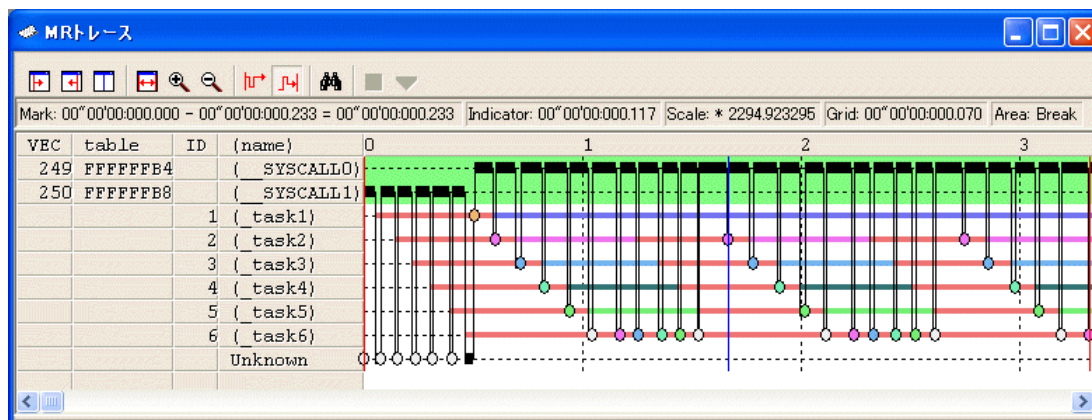 MRトレース
Mark: 00"00'00:000.000 - 00"00'00:000.233 = 00"00'00:000.233 Indicator: 00"00'00:000.117 Scale: * 2294.923295 Grid: 00"00'00:000.070 Area: Break
VEC table ID (name) 0 1 2 3
249 FFFFFFB4 (__SYSCALL0)
250 FFFFFFB8 (__SYSCALL1)
1 (_task1)
2 (_task2)
3 (_task3)
4 (_task4)
5 (_task5)
6 (_task6)
Unknown